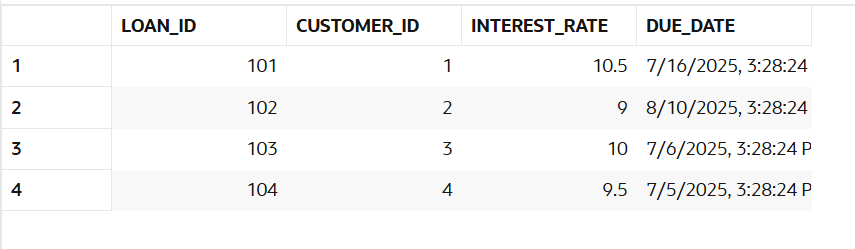 LOAN_ID CUSTOMER_ID INTEREST_RATE DUE_DATE
1 101 1 10.5 7/16/2025, 3:28:24
2 102 2 9 8/10/2025, 3:28:24
3 103 3 10 7/6/2025, 3:28:24 P
4 104 4 9.5 7/5/2025, 3:28:24 P